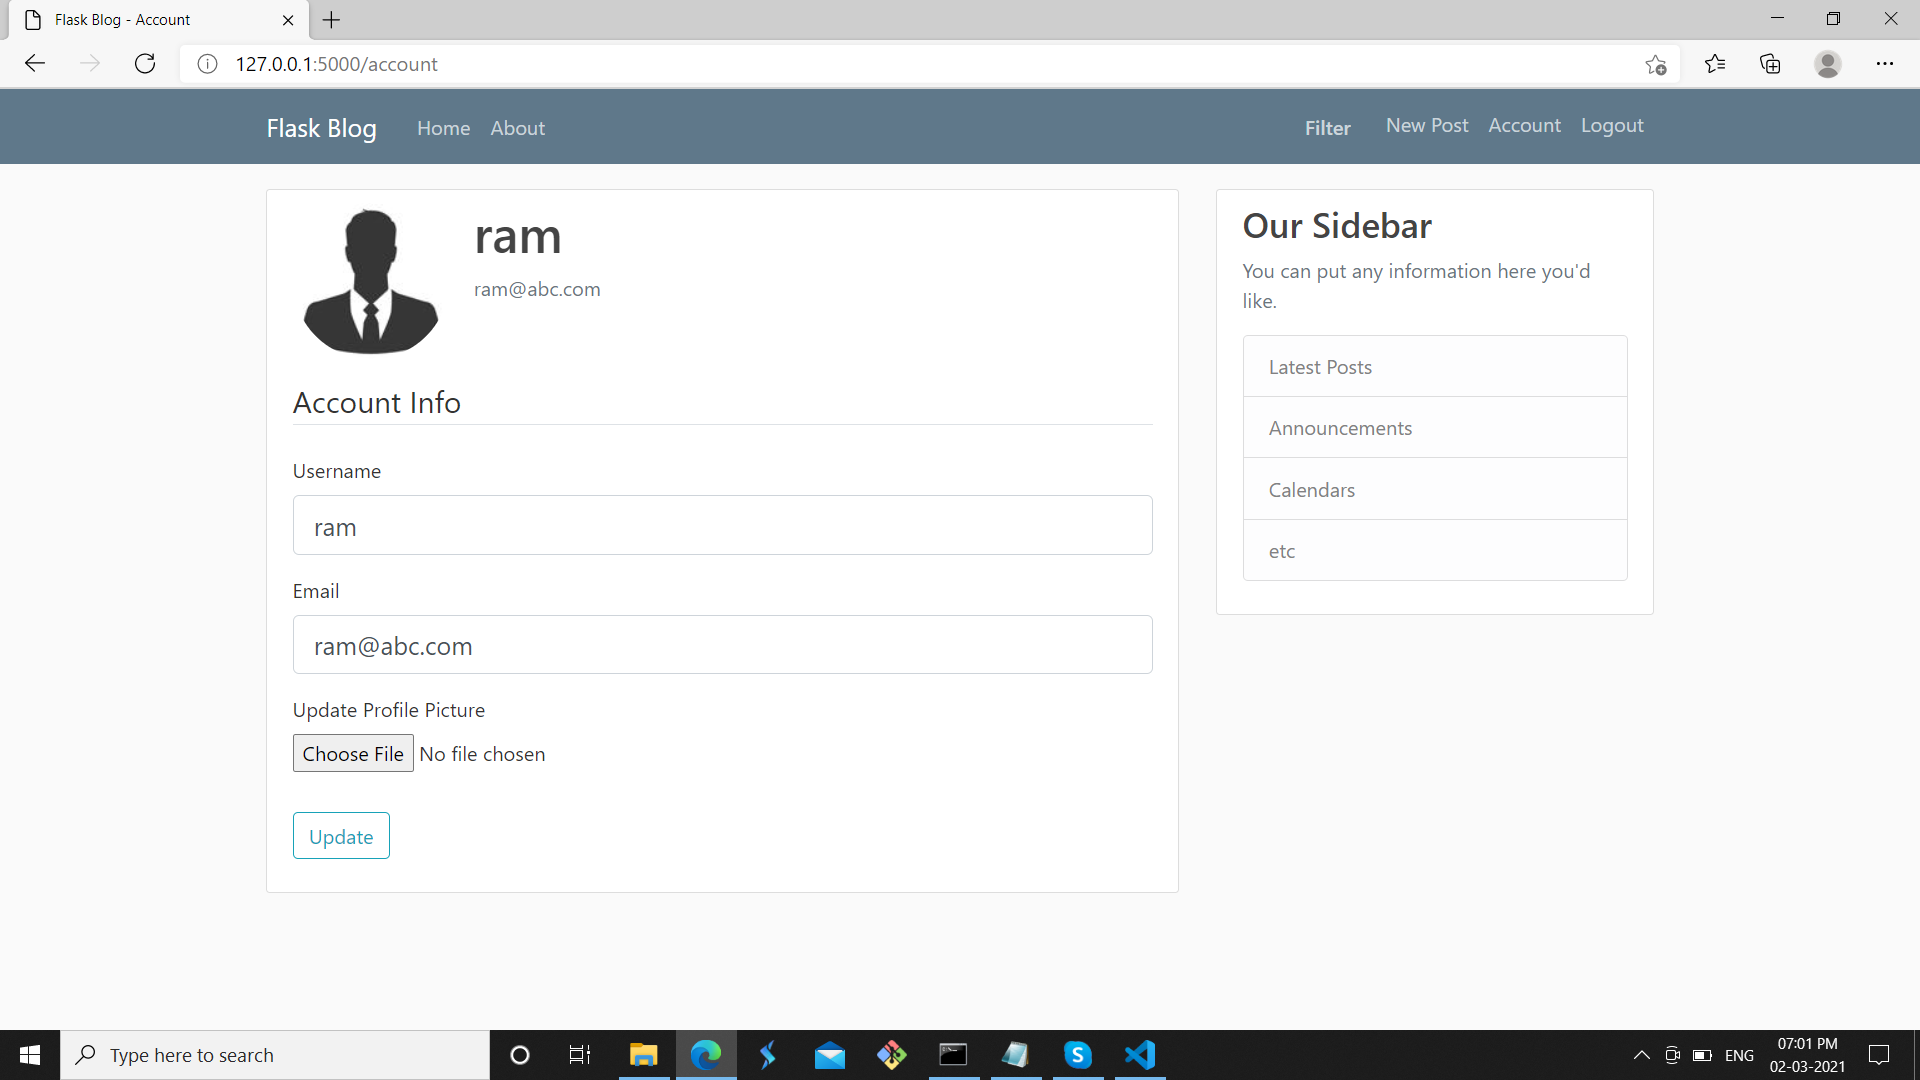 Flask Blog - Account
127.0.0.1:5000/account
Flask Blog Home About Filter New Post Account Logout
ram
ram@abc.com
Account Info
Username
ram
Email
ram@abc.com
Update Profile Picture
Choose File No file chosen
Update
Our Sidebar
You can put any information here you'd
like.
Latest Posts
Announcements
Calendars
etc
Type here to search
S
ENG
07:01 PM
02-03-2021